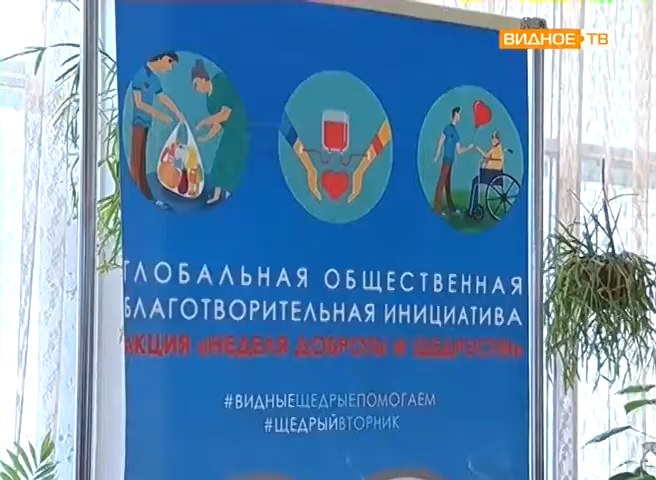 ВИДНОЕ ТВ
ГЛОБАЛЬНАЯ ОБЩЕСТВЕННАЯ
БЛАГОТВОРИТЕЛЬНАЯ ИНИЦИАТИВА
АКЦИЯ «НЕДЕЛЯ ДОБРОТЫ И ЩЕДРОСТИ»
#ВИДНЫЕЩЕДРЫЕПОМОГАЕМ
#ЩЕДРЫЙВТОРНИК